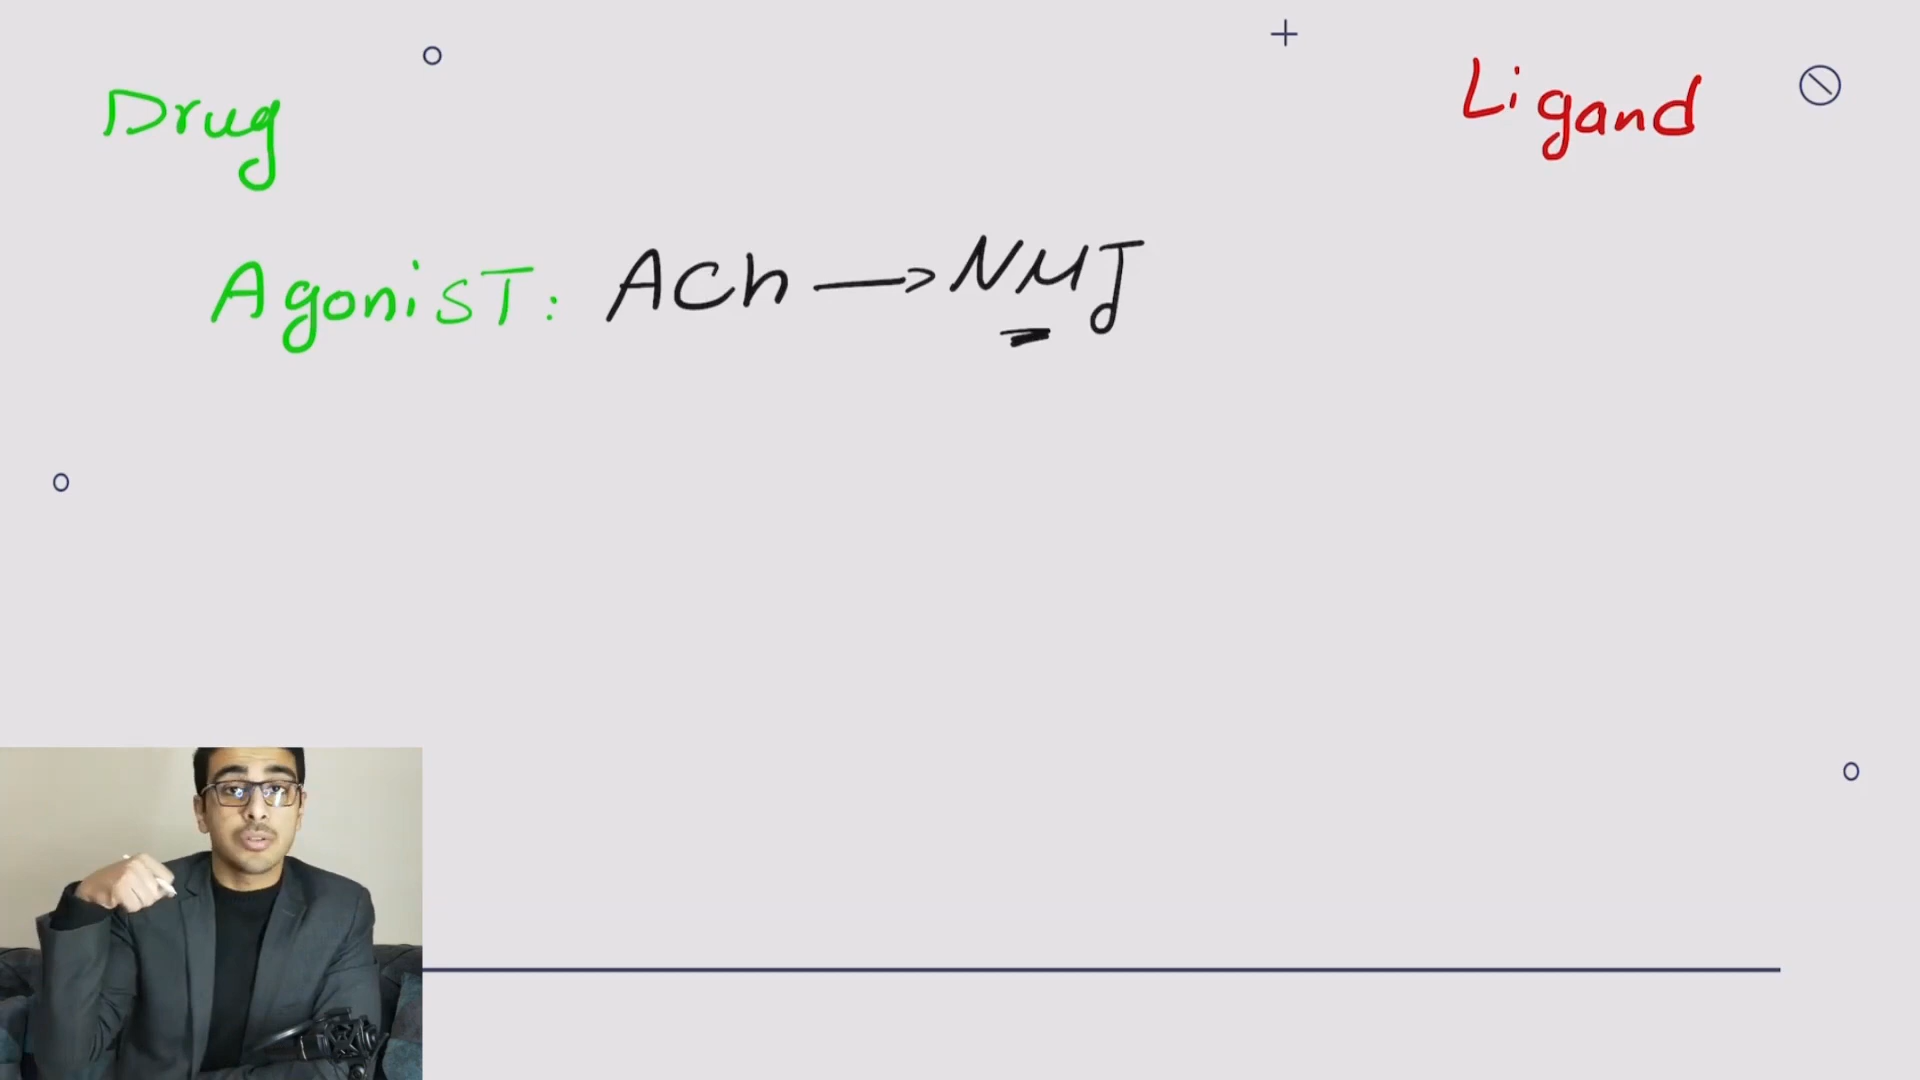 Drug
Ligand
AgonisT: ACh → NMJ